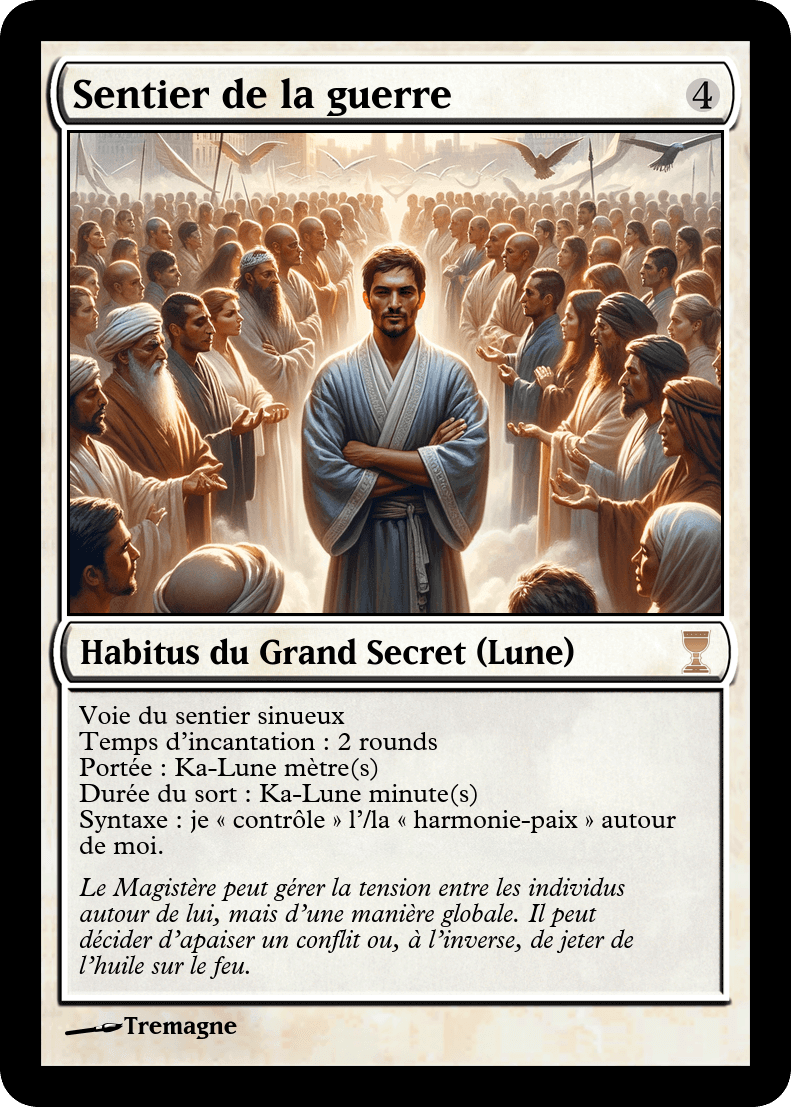 Sentier de la guerre
4
Habitus du Grand Secret (Lune)
Voie du sentier sinueux
Temps d'incantation : 2 rounds
Portée : Ka-Lune mètre(s)
Durée du sort : Ka-Lune minute(s)
Syntaxe : je « contrôle » l'/la « harmonie-paix » autour
de moi.
Le Magistère peut gérer la tension entre les individus
autour de lui, mais d'une manière globale. Il peut
décider d'apaiser un conflit ou, à l'inverse, de jeter de
l'huile sur le feu.
Tremagne